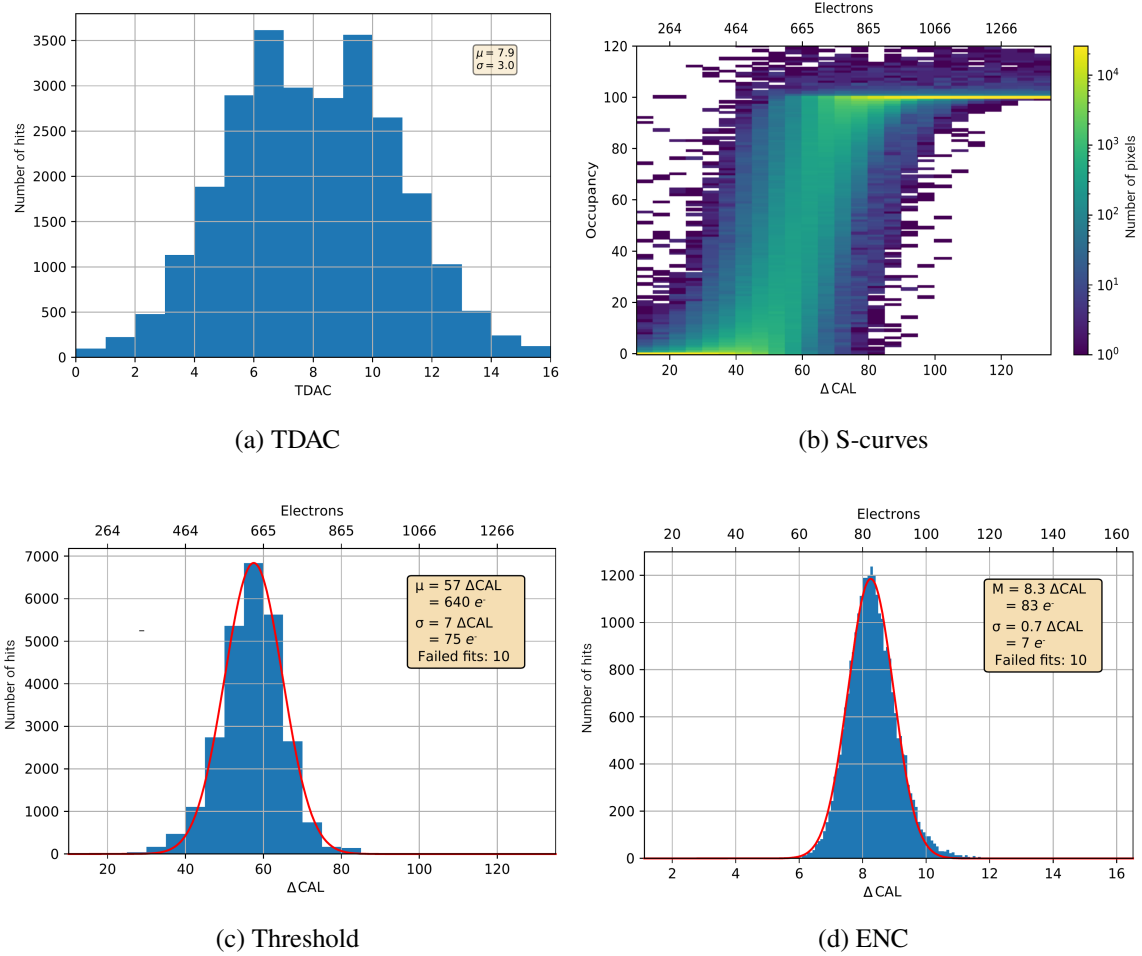 Number of hits
3500
3000
2500
2000
1500
1000
500
0
0 2 4 6 8 10 12 14 16
TDAC
μ = 7.9
σ = 3.0
(a) TDAC
Electrons
264 464 665 865 1066 1266
Occupancy
120
100
80
60
40
20
0
20 40 60 80 100 120
Δ CAL
10⁴
10³
10²
10¹
10⁰
Number of pixels
(b) S-curves
Electrons
264 464 665 865 1066 1266
Number of hits
7000
6000
5000
4000
3000
2000
1000
0
20 40 60 80 100 120
Δ CAL
μ = 57 ΔCAL
= 640 e⁻
σ = 7 ΔCAL
= 75 e⁻
Failed fits: 10
(c) Threshold
Electrons
20 40 60 80 100 120 140 160
Number of hits
1200
1000
800
600
400
200
0
2 4 6 8 10 12 14 16
Δ CAL
M = 8.3 ΔCAL
= 83 e⁻
σ = 0.7 ΔCAL
= 7 e⁻
Failed fits: 10
(d) ENC